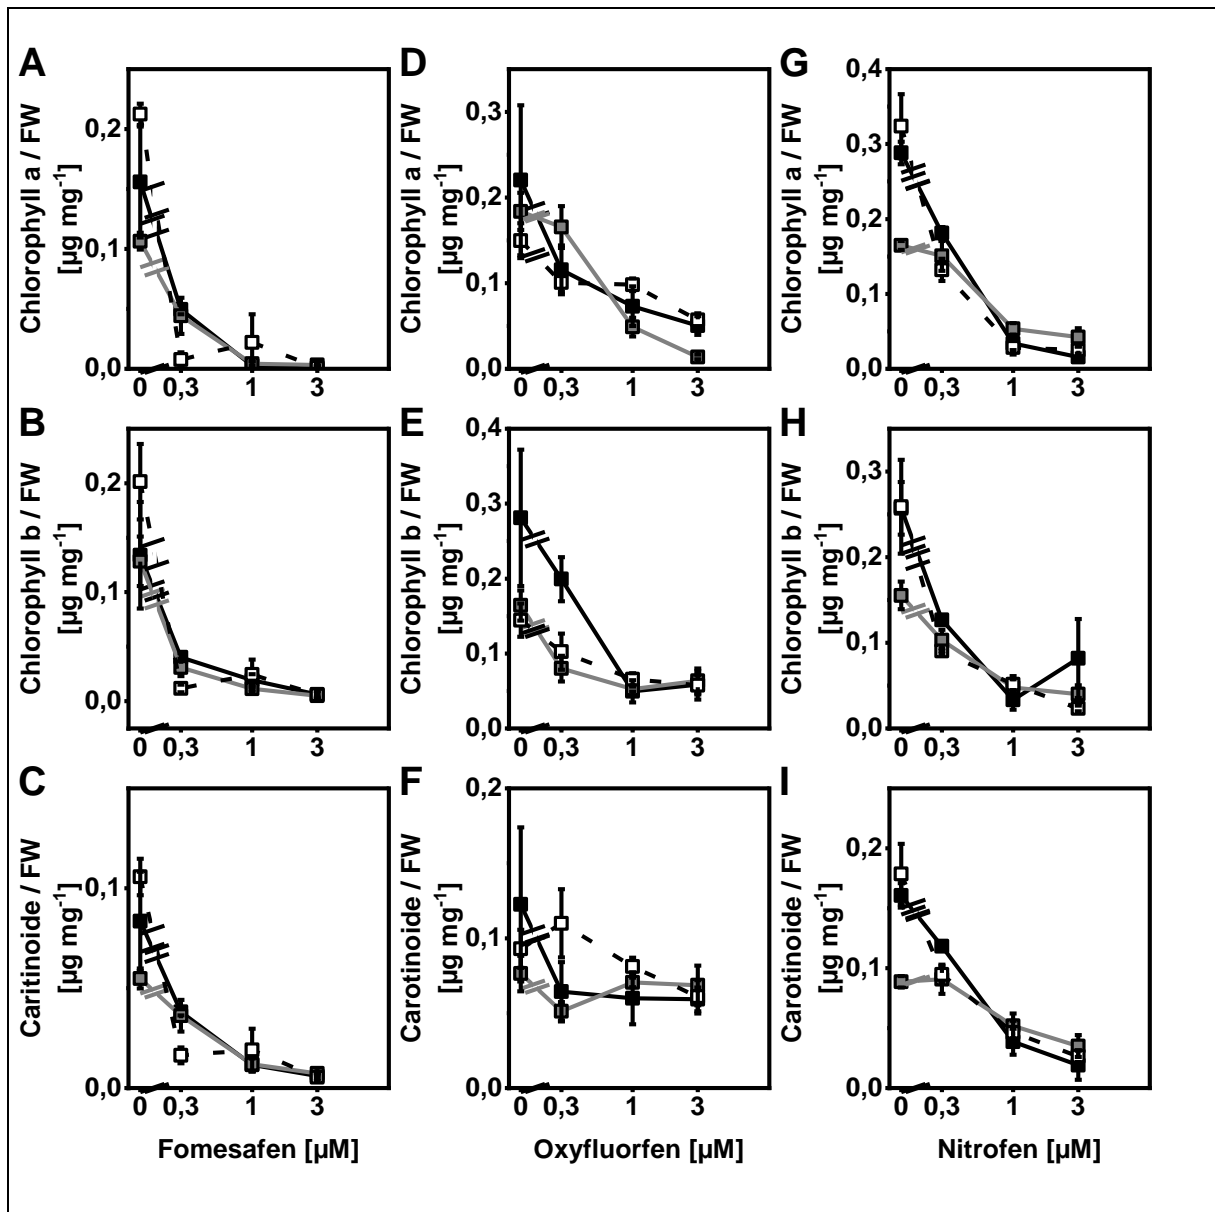 A
Chlorophyll a / FW
[µg mg⁻¹]
0,2
0,1
0,0
0 0,3 1 3
D
Chlorophyll a / FW
[µg mg⁻¹]
0,3
0,2
0,1
0,0
0 0,3 1 3
G
Chlorophyll a / FW
[µg mg⁻¹]
0,4
0,3
0,2
0,1
0,0
0 0,3 1 3
B
Chlorophyll b / FW
[µg mg⁻¹]
0,2
0,1
0,0
0 0,3 1 3
E
Chlorophyll b / FW
[µg mg⁻¹]
0,4
0,3
0,2
0,1
0,0
0 0,3 1 3
H
Chlorophyll b / FW
[µg mg⁻¹]
0,3
0,2
0,1
0,0
0 0,3 1 3
C
Caritinoide / FW
[µg mg⁻¹]
0,1
0,0
0 0,3 1 3
Fomesafen [µM]
F
Carotinoide / FW
[µg mg⁻¹]
0,2
0,1
0,0
0 0,3 1 3
Oxyfluorfen [µM]
I
Carotinoide / FW
[µg mg⁻¹]
0,2
0,1
0,0
0 0,3 1 3
Nitrofen [µM]